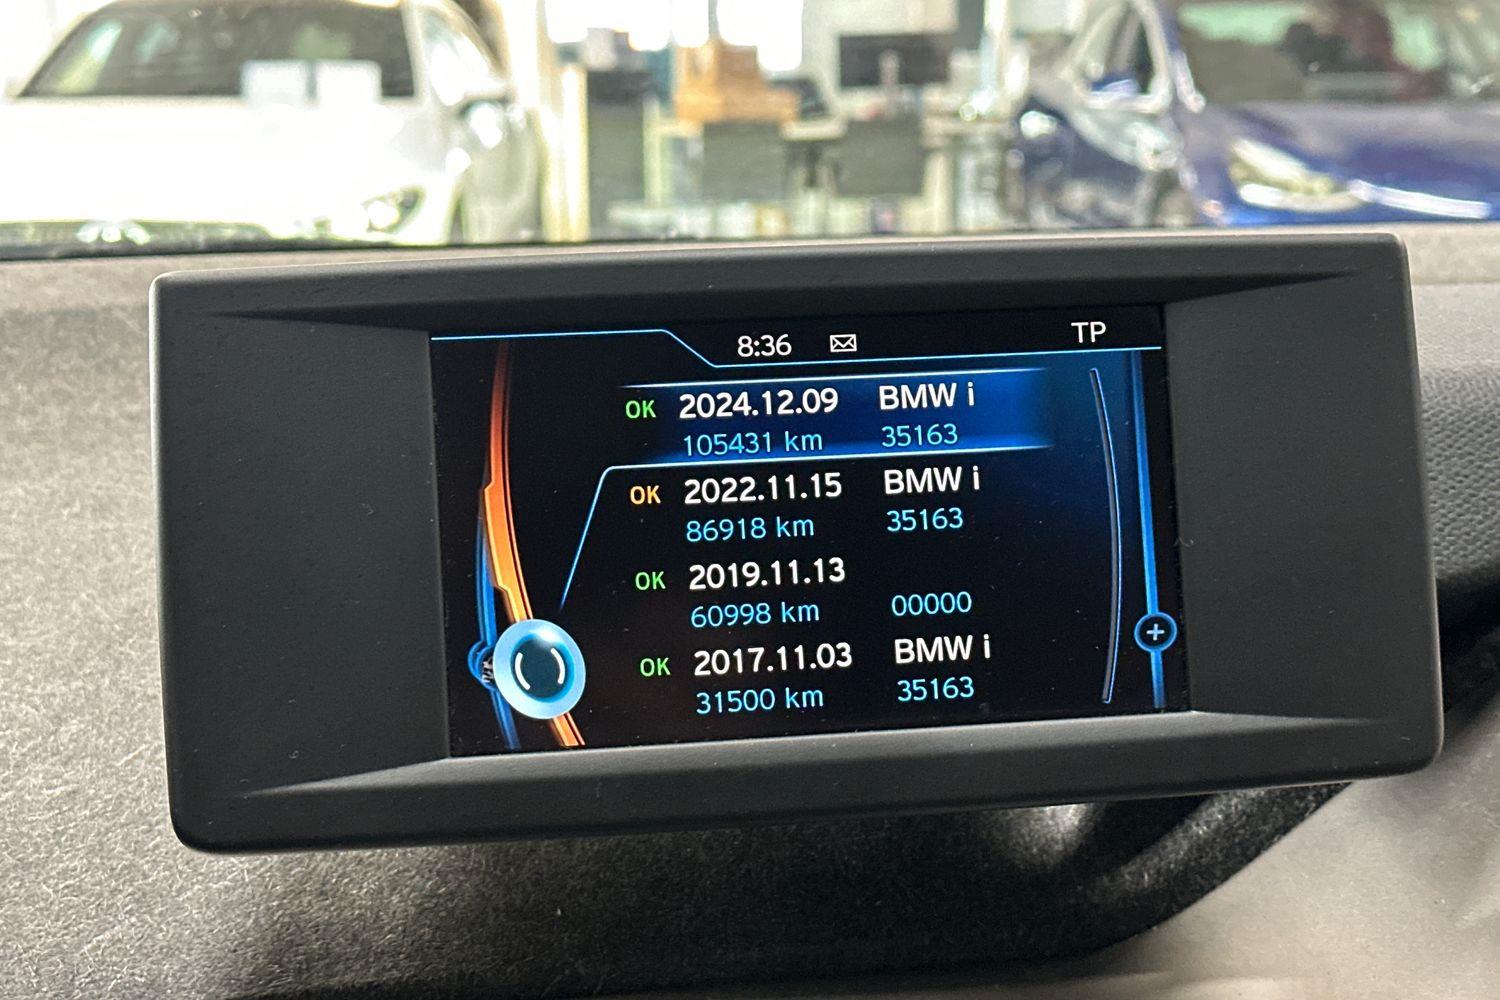 8:36 TP
OK 2024.12.09 BMW i
105431 km 35163
OK 2022.11.15 BMW i
86918 km 35163
OK 2019.11.13
60998 km 00000
OK 2017.11.03 BMW i
31500 km 35163